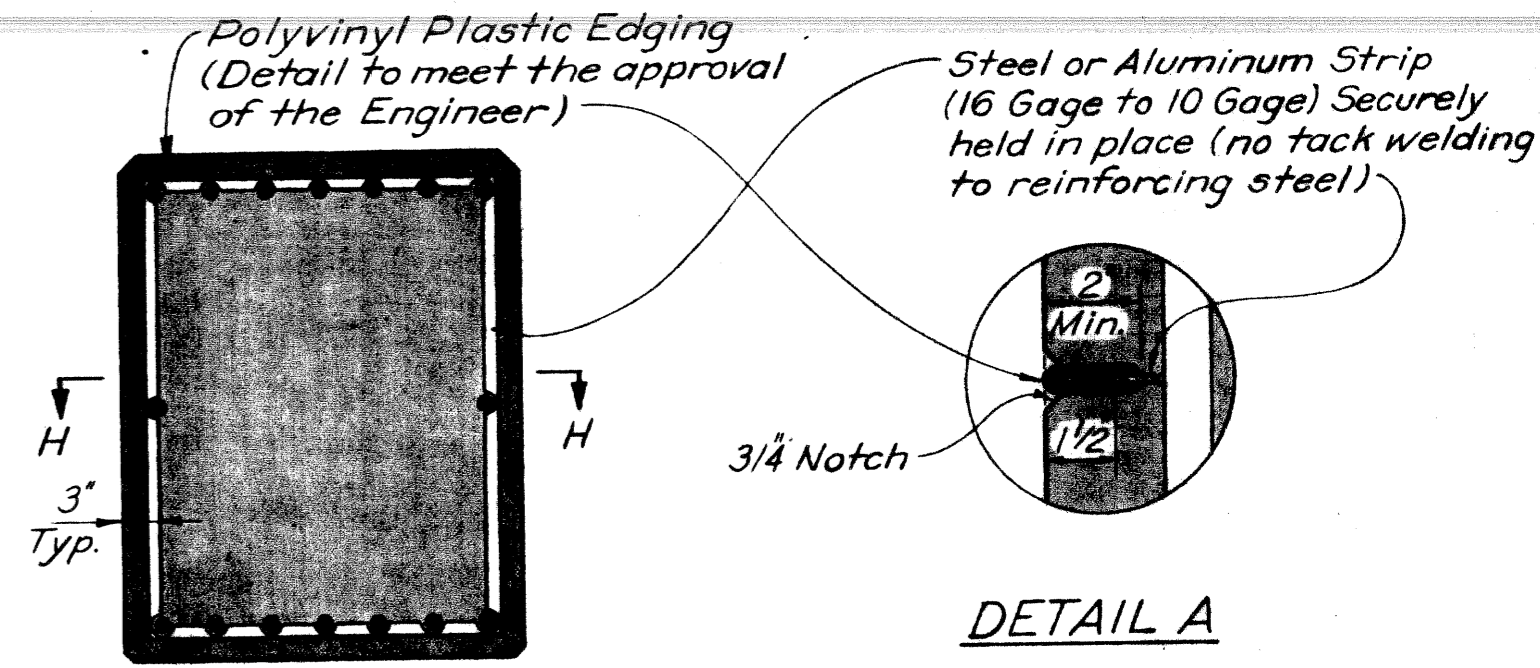 Polyvinyl Plastic Edging
(Detail to meet the approval
of the Engineer)
Steel or Aluminum Strip
(16 Gage to 10 Gage) Securely
held in place (no tack welding
to reinforcing steel)
2"
Min.
H
H
3/4" Notch
1 1/2
3"
Typ.
DETAIL A